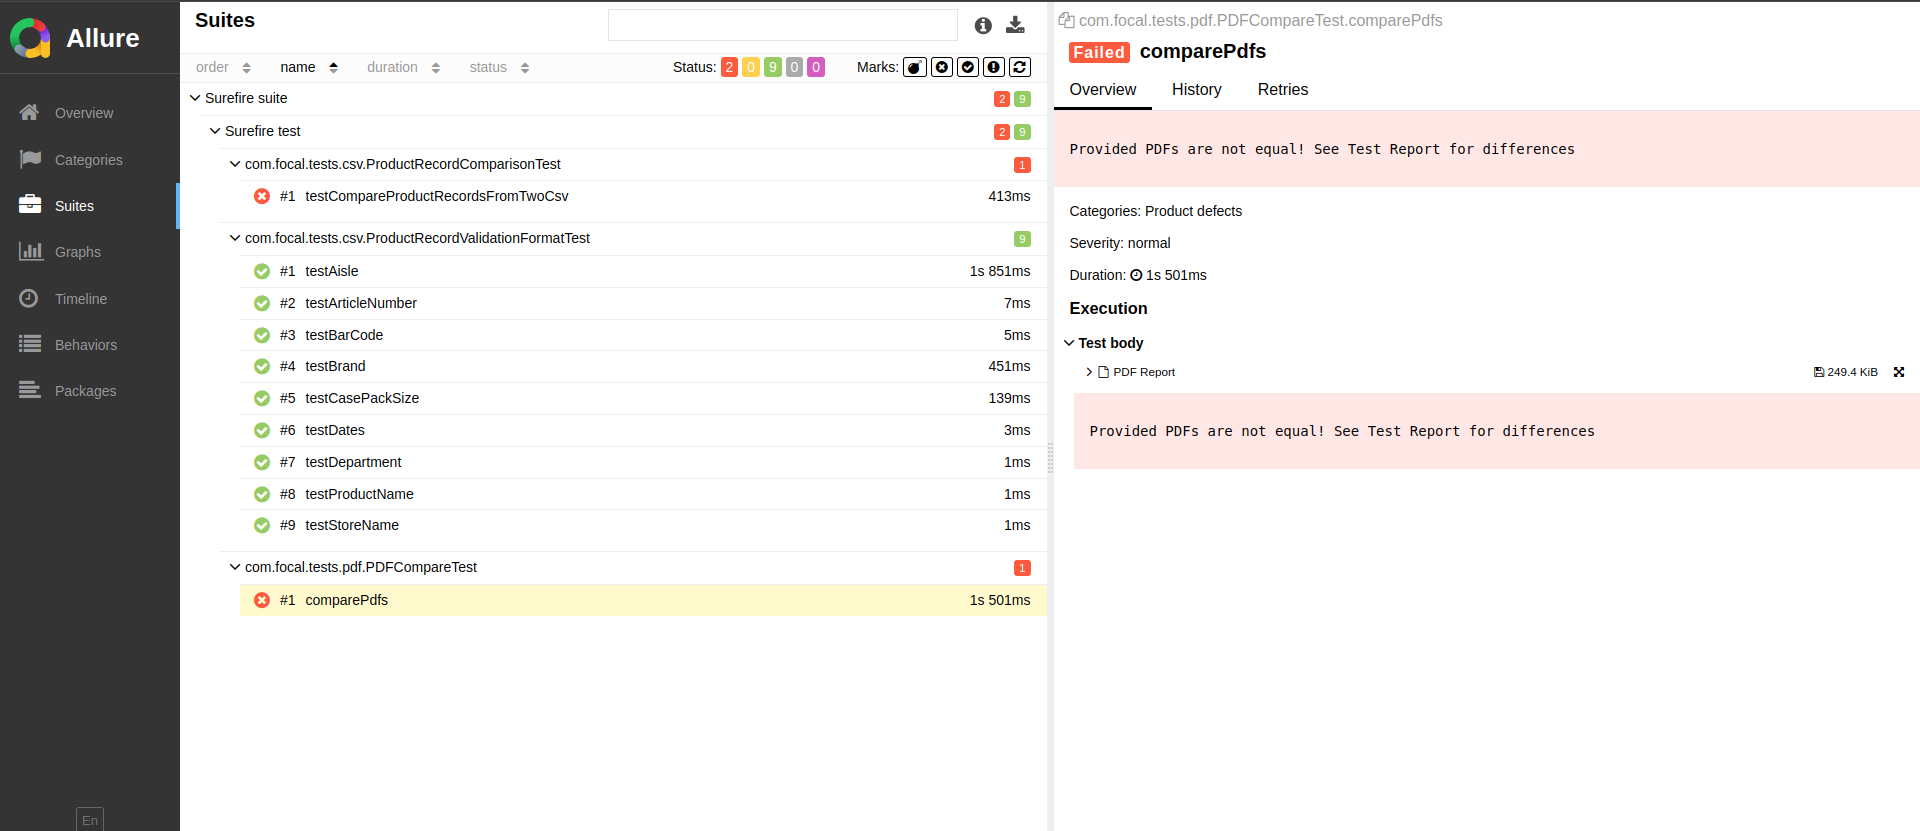 Allure
Overview
Categories
Suites
Graphs
Timeline
Behaviors
Packages
En
Suites
order name duration status Status: 2 0 9 0 0 Marks:
Surefire suite 2 9
Surefire test 2 9
com.focal.tests.csv.ProductRecordComparisonTest 1
#1 testCompareProductRecordsFromTwoCsv 413ms
com.focal.tests.csv.ProductRecordValidationFormatTest 9
#1 testAisle 1s 851ms
#2 testArticleNumber 7ms
#3 testBarCode 5ms
#4 testBrand 451ms
#5 testCasePackSize 139ms
#6 testDates 3ms
#7 testDepartment 1ms
#8 testProductName 1ms
#9 testStoreName 1ms
com.focal.tests.pdf.PDFCompareTest 1
#1 comparePdfs 1s 501ms
com.focal.tests.pdf.PDFCompareTest.comparePdfs
Failed comparePdfs
Overview History Retries
Provided PDFs are not equal! See Test Report for differences
Categories: Product defects
Severity: normal
Duration: 1s 501ms
Execution
Test body
PDF Report 249.4 KiB
Provided PDFs are not equal! See Test Report for differences